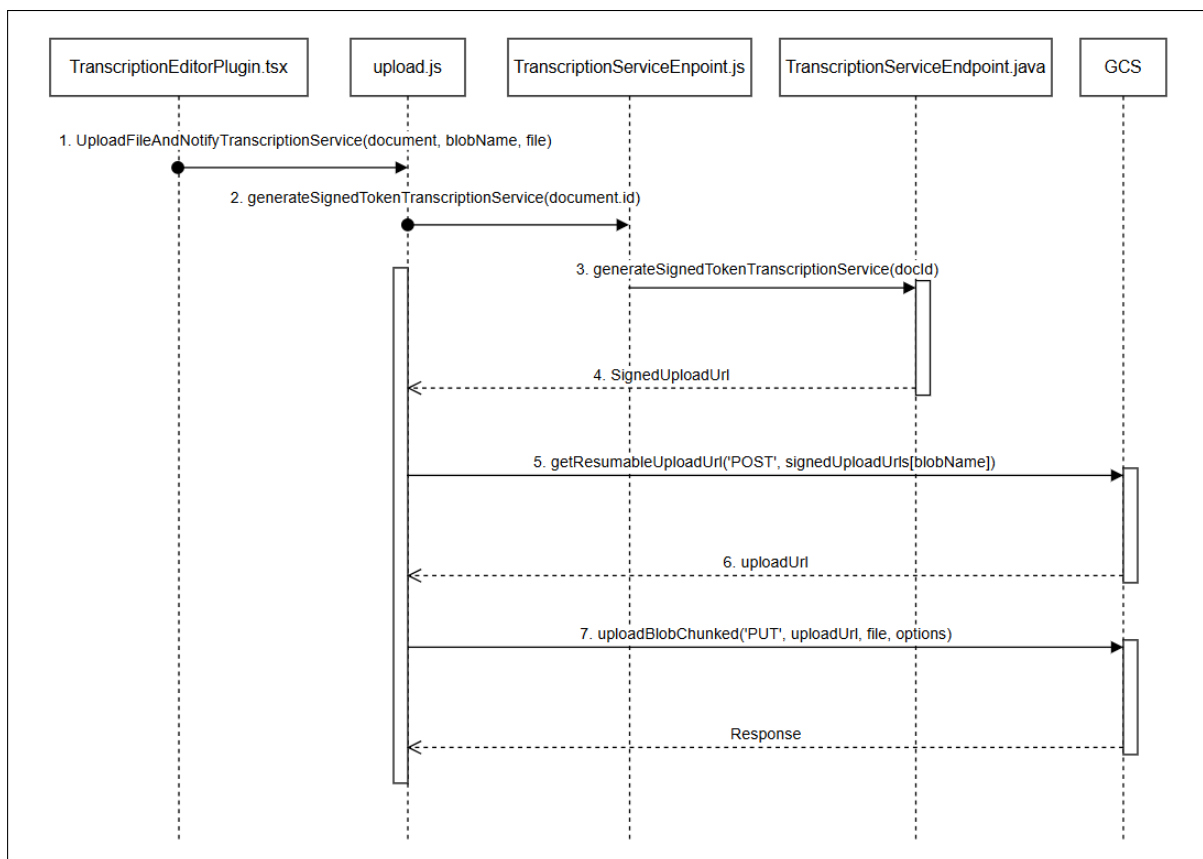 TranscriptionEditorPlugin.tsx
upload.js
TranscriptionServiceEnpoint.js
TranscriptionServiceEndpoint.java
GCS
1. UploadFileAndNotifyTranscriptionService(document, blobName, file)
2. generateSignedTokenTranscriptionService(document.id)
3. generateSignedTokenTranscriptionService(docId)
4. SignedUploadUrl
5. getResumableUploadUrl('POST', signedUploadUrls[blobName])
6. uploadUrl
7. uploadBlobChunked('PUT', uploadUrl, file, options)
Response